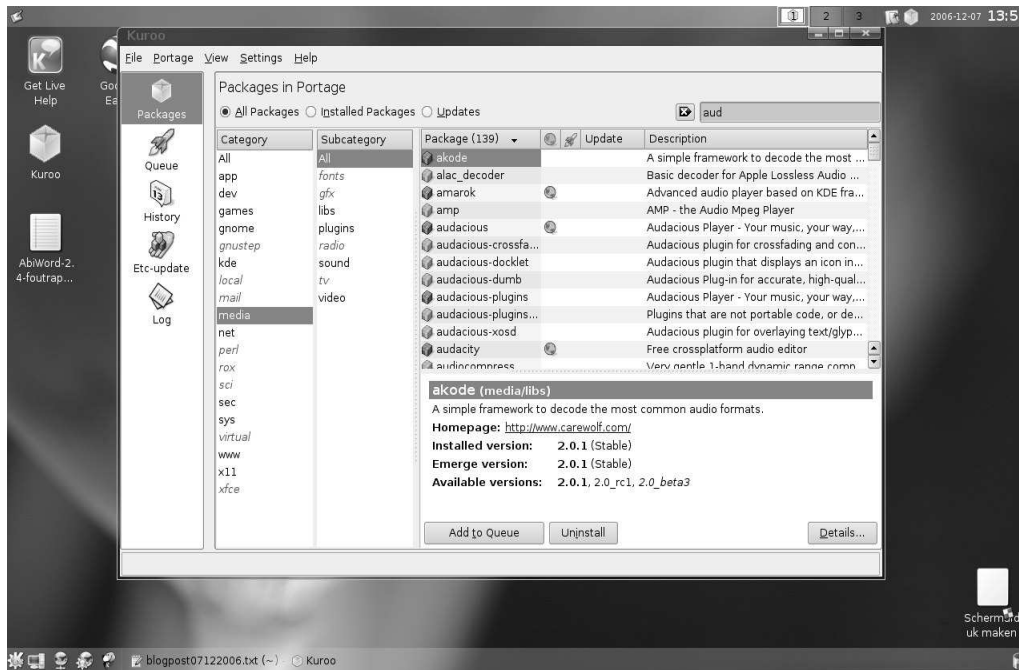 1 2 3 2006-12-07 13:5
Kuroo
File Portage View Settings Help
Get Live
Help
Kuroo
AbiWord-2.
4-foutrap...
Packages
Queue
History
Etc-update
Log
Packages in Portage
All Packages Installed Packages Updates aud
Category
All
app
dev
games
gnome
gnustep
kde
local
mail
media
net
perl
rox
sci
sec
sys
virtual
www
x11
xfce
Subcategory
All
fonts
gfx
libs
plugins
radio
sound
tv
video
Package (139) Update Description
akode A simple framework to decode the most ...
alac_decoder Basic decoder for Apple Lossless Audio ...
amarok Advanced audio player based on KDE fra...
amp AMP - the Audio Mpeg Player
audacious Audacious Player - Your music, your way,...
audacious-crossfa... Audacious plugin for crossfading and con...
audacious-docklet Audacious plugin that displays an icon in...
audacious-dumb Audacious Plug-in for accurate, high-qual...
audacious-plugins Audacious Player - Your music, your way,...
audacious-plugins... Plugins that are not portable code, or de...
audacious-xosd Audacious plugin for overlaying text/glyp...
audacity Free crossplatform audio editor
audiocompress Very gentle 1-band dynamic range comp...
akode (media/libs)
A simple framework to decode the most common audio formats.
Homepage: http://www.carewolf.com/
Installed version: 2.0.1 (Stable)
Emerge version: 2.0.1 (Stable)
Available versions: 2.0.1, 2.0_rc1, 2.0_beta3
Add to Queue Uninstall Details...
uk maken
blogpost07122006.txt (~) Kuroo